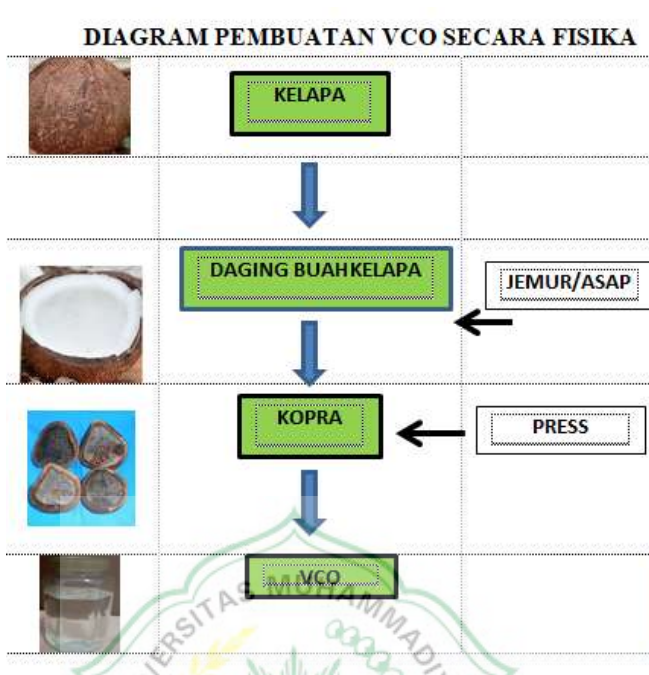 DIAGRAM PEMBUATAN VCO SECARA FISIKA
KELAPA
DAGING BUAHKELAPA
JEMUR/ASAP
KOPRA
PRESS
VCO